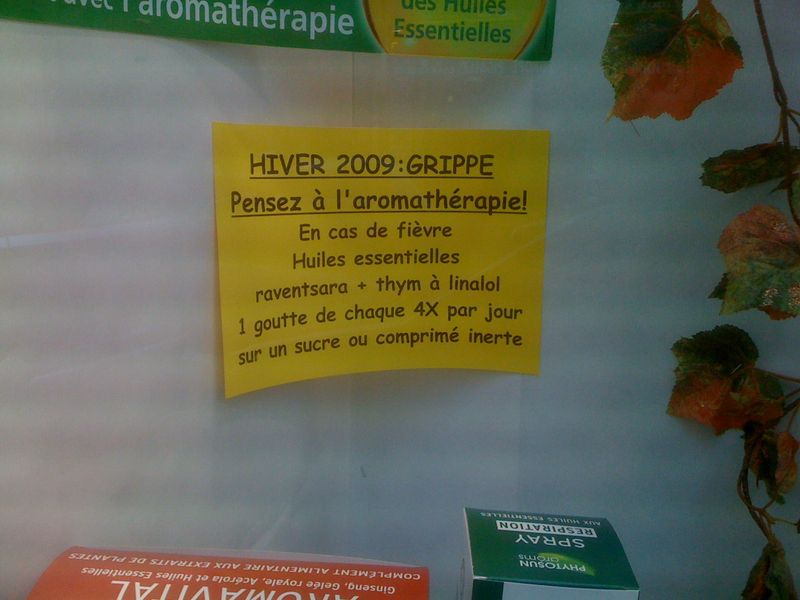 l'aromathérapie
des Huiles
Essentielles
HIVER 2009:GRIPPE
Pensez à l'aromathérapie!
En cas de fièvre
Huiles essentielles
raventsara + thym à linalol
1 goutte de chaque 4X par jour
sur un sucre ou comprimé inerte
PHYTOSUN
arôms
SPRAY
RESPIRATION
AUX HUILES ESSENTIELLES
AROMAVITAL
Ginseng, Gelée royale, Acérola et Huiles Essentielles
COMPLÉMENT ALIMENTAIRE AUX EXTRAITS DE PLANTES